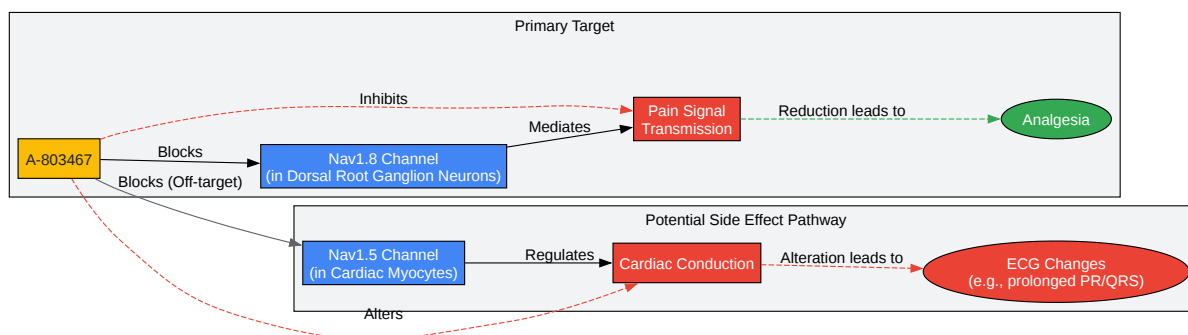 Primary Target
Inhibits
Pain Signal
Transmission
Reduction leads to
Analgesia
Mediates
A-803467
Blocks
Nav1.8 Channel
(in Dorsal Root Ganglion Neurons)
Blocks (Off-target)
Potential Side Effect Pathway
Nav1.5 Channel
(in Cardiac Myocytes)
Regulates
Cardiac Conduction
Alteration leads to
ECG Changes
(e.g., prolonged PR/QRS)
Alters